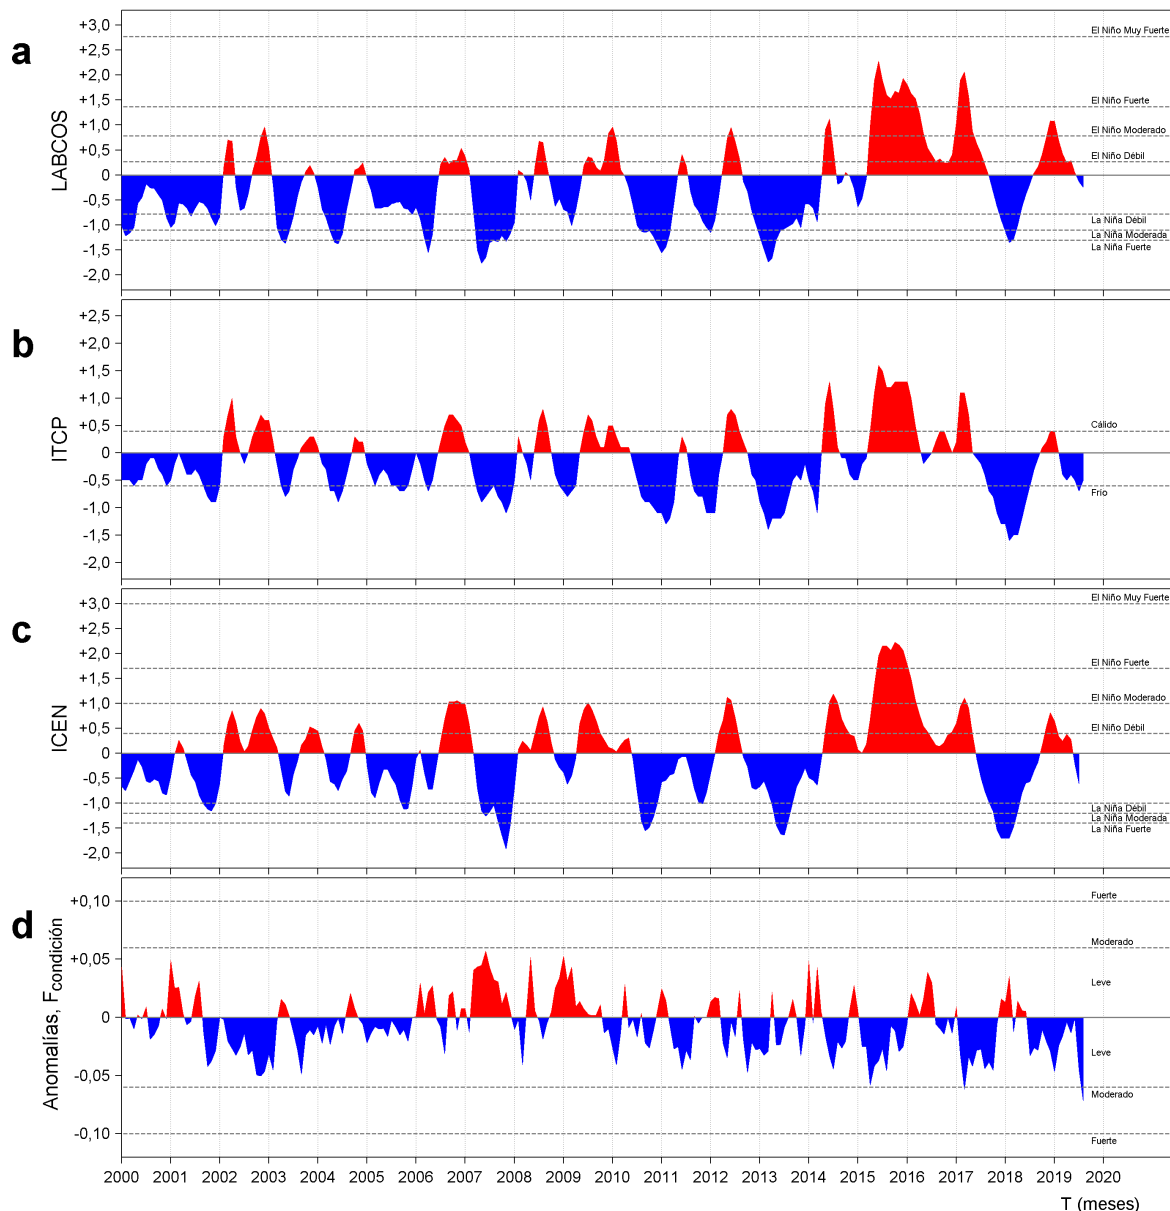 a
LABCOS
+3,0
+2,5
+2,0
+1,5
+1,0
+0,5
0
-0,5
-1,0
-1,5
-2,0
El Niño Muy Fuerte
El Niño Fuerte
El Niño Moderado
El Niño Débil
La Niña Débil
La Niña Moderada
La Niña Fuerte
b
ITCP
+2,5
+2,0
+1,5
+1,0
+0,5
0
-0,5
-1,0
-1,5
-2,0
Cálido
Frío
c
ICEN
+3,0
+2,5
+2,0
+1,5
+1,0
+0,5
0
-0,5
-1,0
-1,5
-2,0
El Niño Muy Fuerte
El Niño Fuerte
El Niño Moderado
El Niño Débil
La Niña Débil
La Niña Moderada
La Niña Fuerte
d
Anomalías, Fcondición
+0,10
+0,05
0
-0,05
-0,10
Fuerte
Moderado
Leve
Leve
Moderado
Fuerte
2000 2001 2002 2003 2004 2005 2006 2007 2008 2009 2010 2011 2012 2013 2014 2015 2016 2017 2018 2019 2020
T (meses)